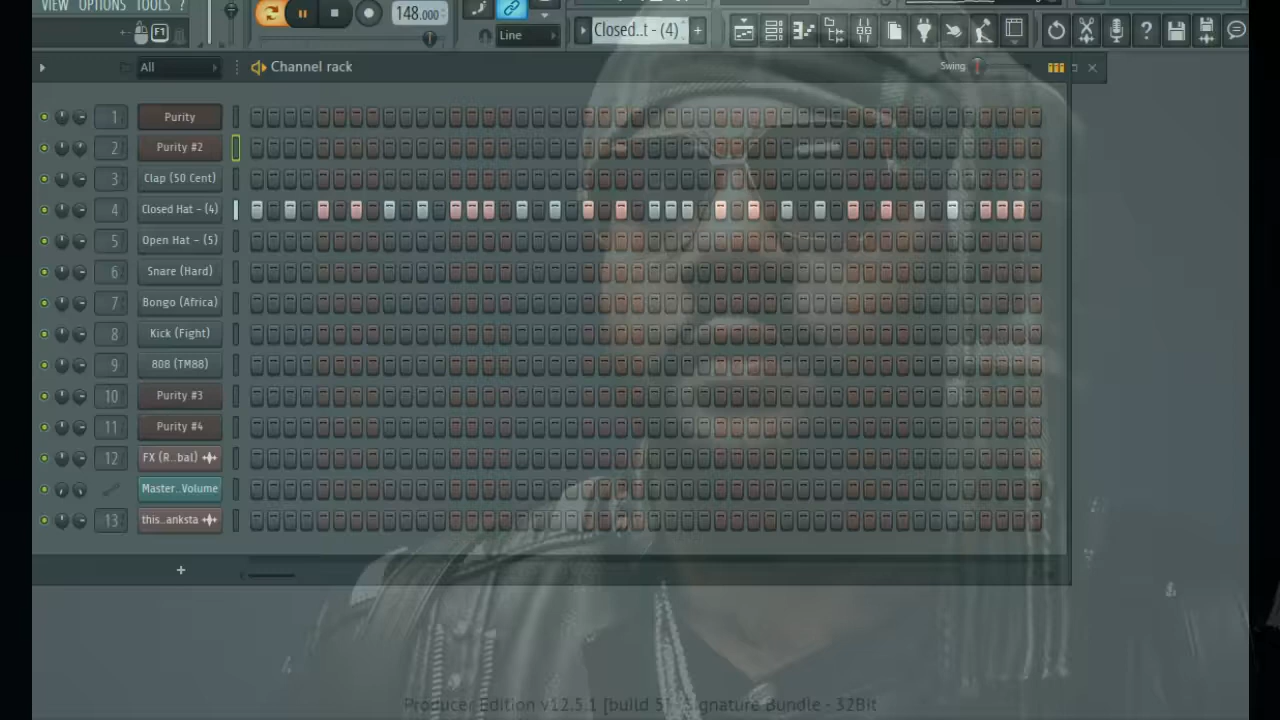 VIEW OPTIONS TOOLS ?
148.000
F1
Line
Closed..t - (4)
All
Channel rack
Swing
1 Purity
2 Purity #2
3 Clap (50 Cent)
4 Closed Hat - (4)
5 Open Hat - (5)
6 Snare (Hard)
7 Bongo (Africa)
8 Kick (Fight)
9 808 (TM88)
10 Purity #3
11 Purity #4
12 FX (R..bal)
Master..Volume
13 this..anksta
+
Producer Edition v12.5.1 [build 5] - Signature Bundle - 32Bit